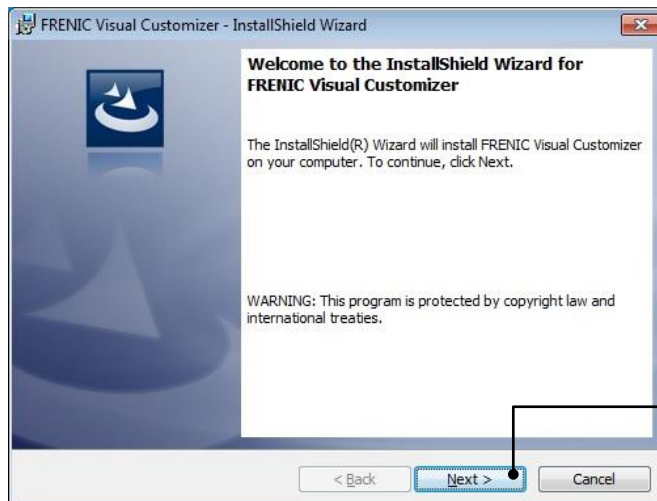 FRENIC Visual Customizer - InstallShield Wizard
Welcome to the InstallShield Wizard for
FRENIC Visual Customizer
The InstallShield(R) Wizard will install FRENIC Visual Customizer
on your computer. To continue, click Next.
WARNING: This program is protected by copyright law and
international treaties.
< Back
Next >
Cancel